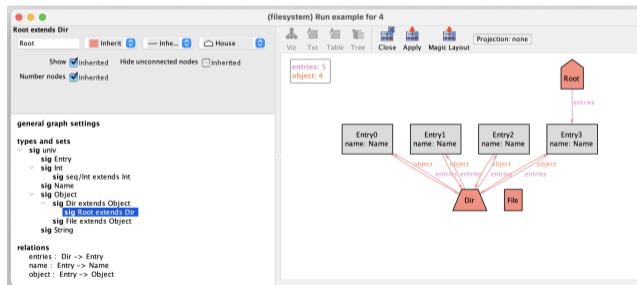 (filesystem) Run example for 4
Root extends Dir
Root Inherit — Inhe... House
Show Inherited Hide unconnected nodes Inherited
Number nodes Inherited
general graph settings
types and sets
sig univ
sig Entry
sig Int
sig seq/Int extends Int
sig Name
sig Object
sig Dir extends Object
sig Root extends Dir
sig File extends Object
sig String
relations
entries : Dir -> Entry
name : Entry -> Name
object : Entry -> Object
Viz Txt Table Tree Close Apply Magic Layout Projection: none
entries: 5
object: 4
Root
entries
Entry0 Entry1 Entry2 Entry3
name: Name name: Name name: Name name: Name
object object object object
entries entries entries entries
Dir File